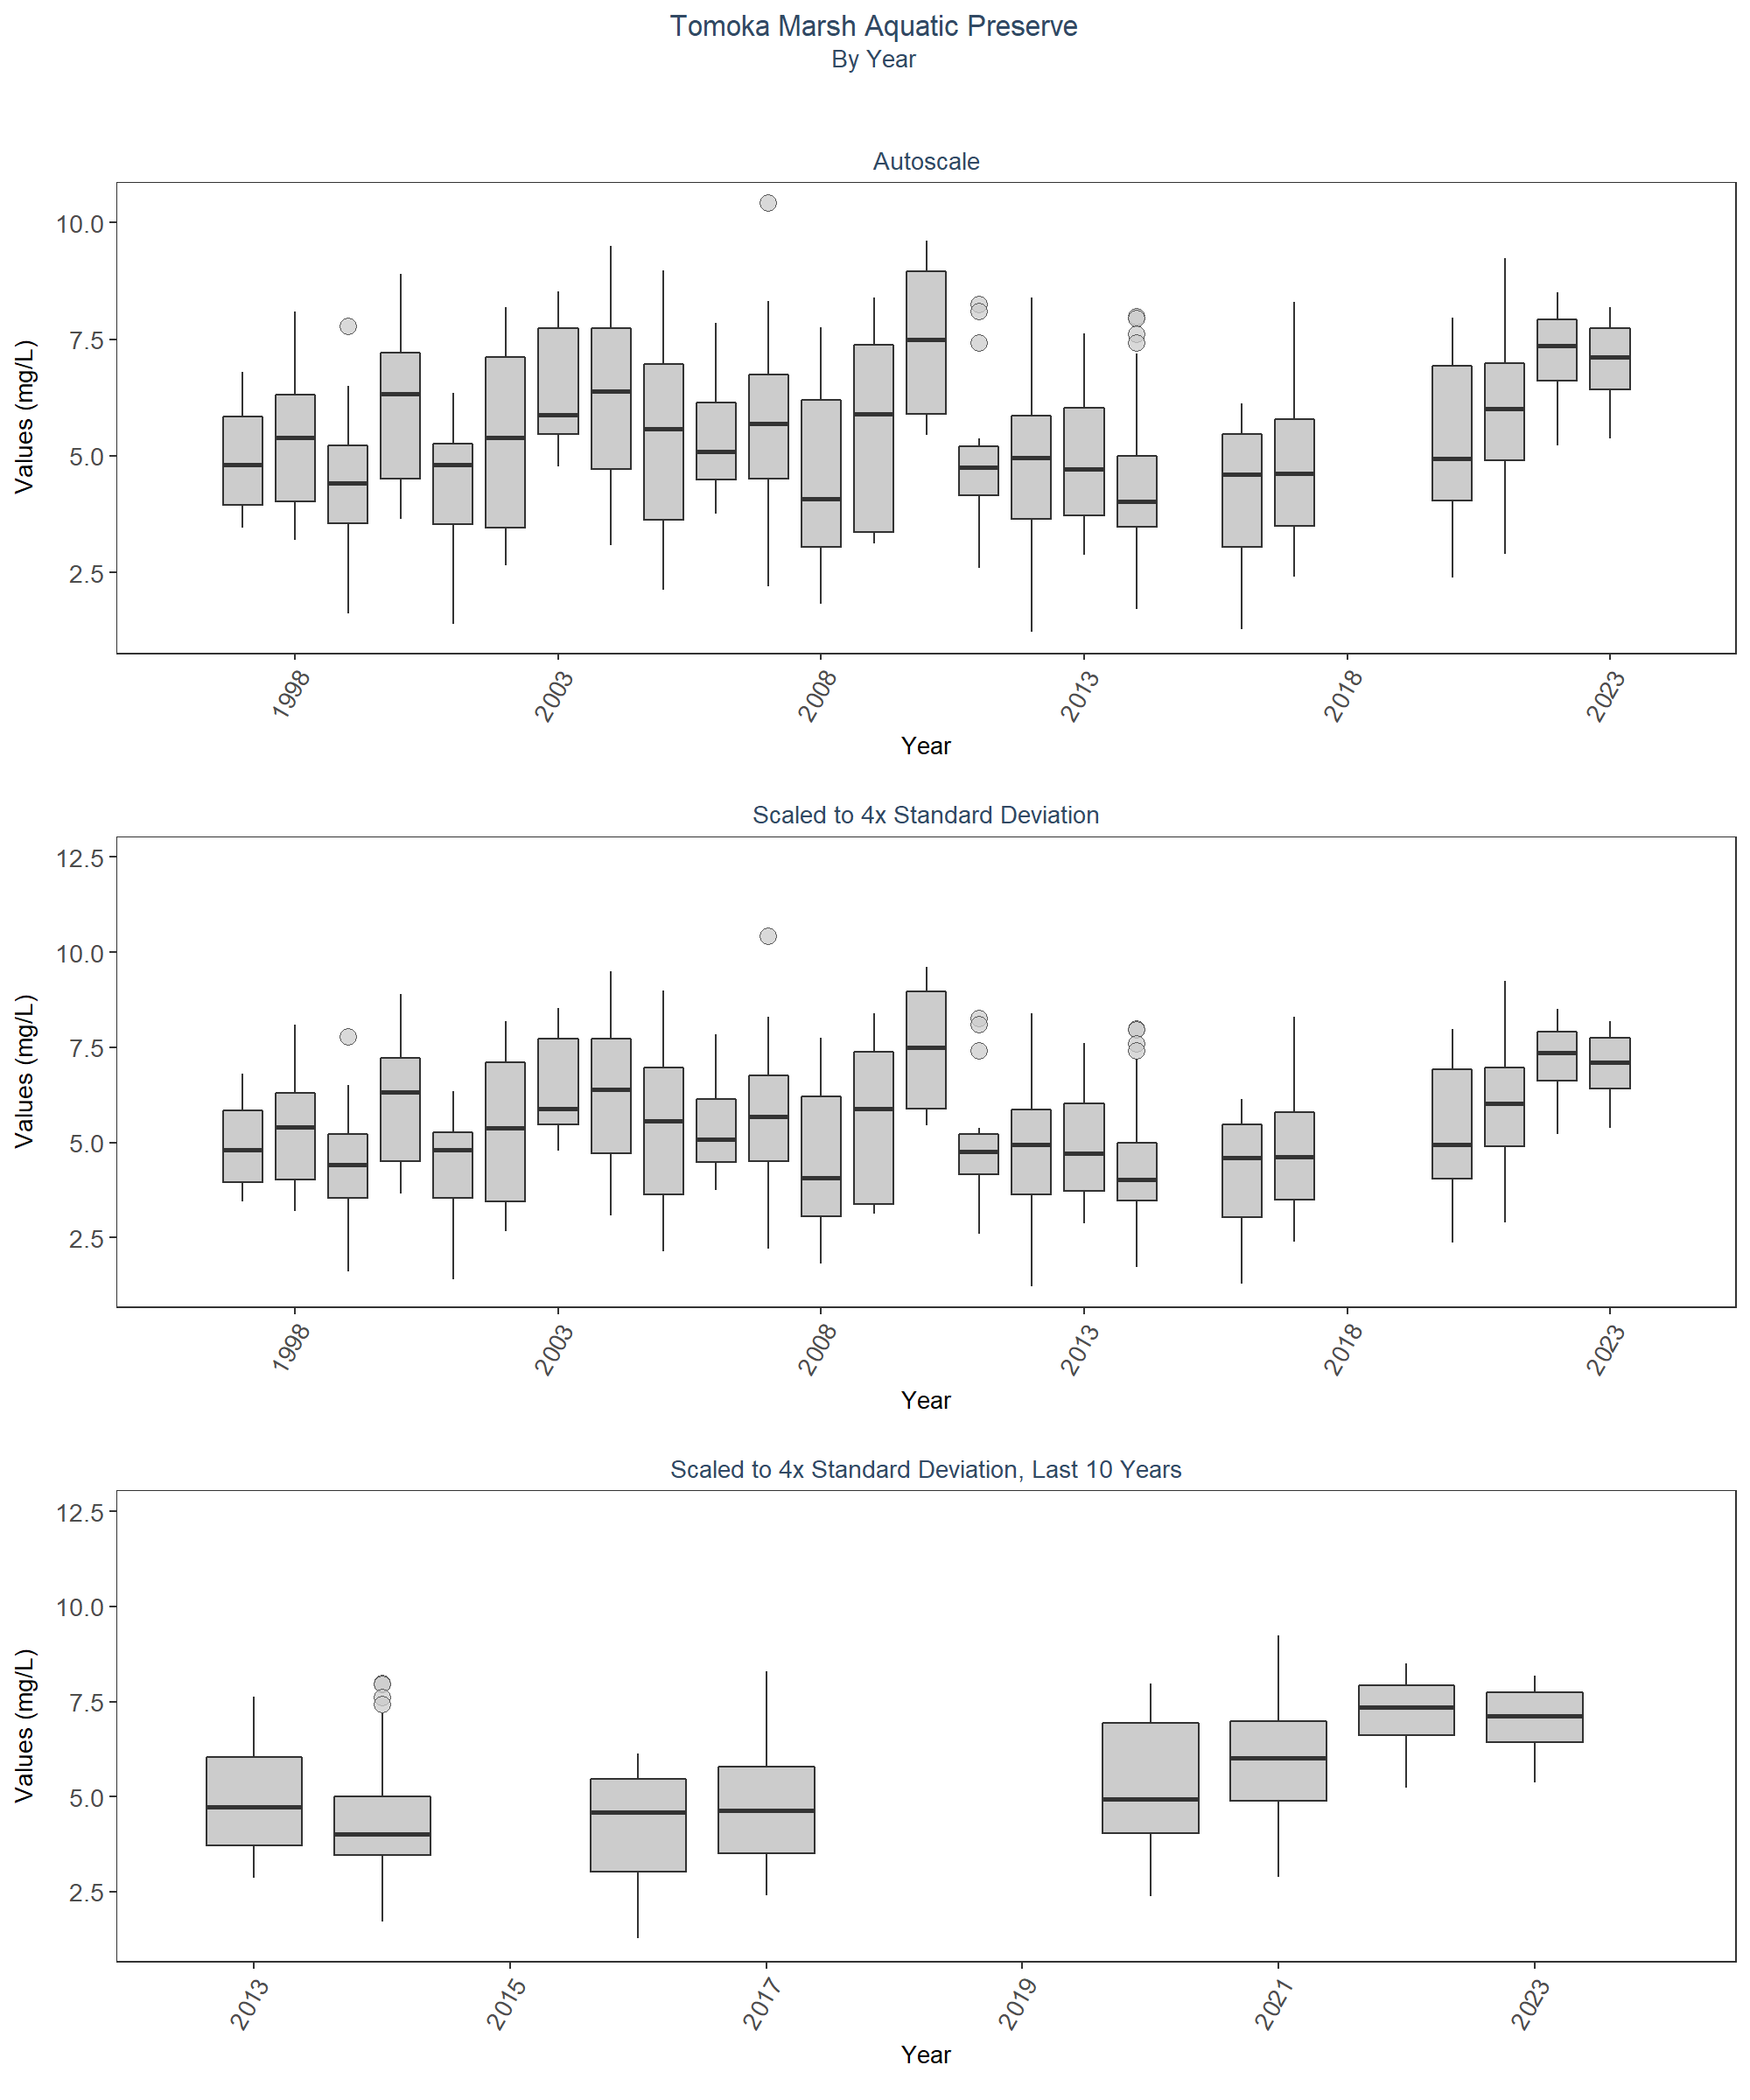 Tomoka Marsh Aquatic Preserve
By Year
Autoscale
Values (mg/L)
10.0
7.5
5.0
2.5
1998
2003
2008
2013
2018
2023
Year
Scaled to 4x Standard Deviation
Values (mg/L)
12.5
10.0
7.5
5.0
2.5
1998
2003
2008
2013
2018
2023
Year
Scaled to 4x Standard Deviation, Last 10 Years
Values (mg/L)
12.5
10.0
7.5
5.0
2.5
2013
2015
2017
2019
2021
2023
Year